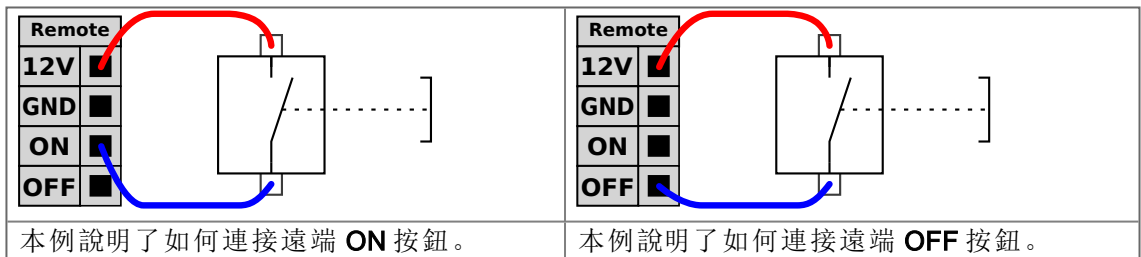 Remote
12V
GND
ON
OFF
本例說明了如何連接遠端 ON 按鈕。
Remote
12V
GND
ON
OFF
本例說明了如何連接遠端 OFF 按鈕。